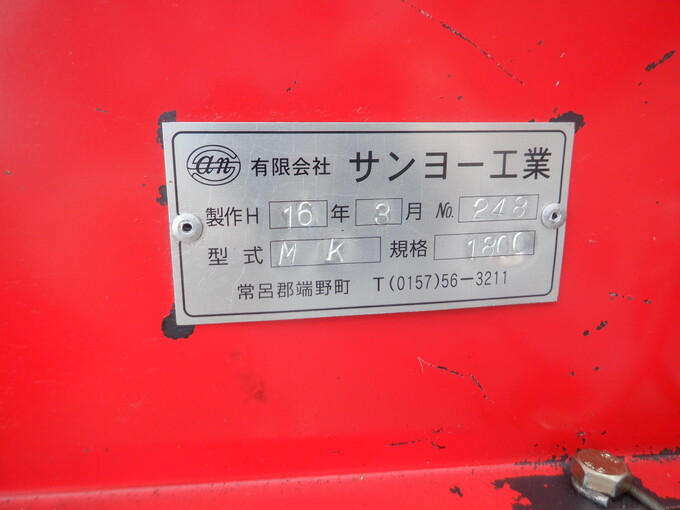 an 有限会社 サンヨー工業
製作H 16 年 3 月 No. 248
型式 M K 規格 1800
常呂郡端野町 T(0157)56-3211